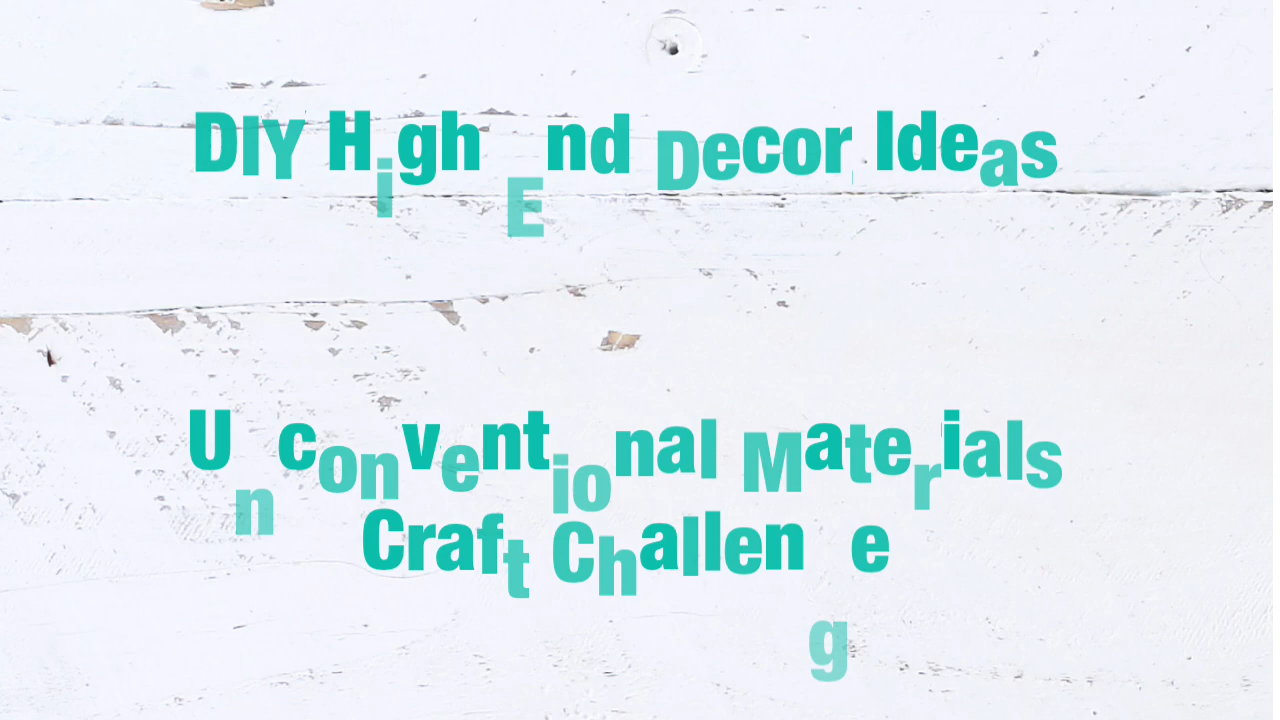 DIY High End Decor Ideas
Unconventional Materials
Craft Challenge